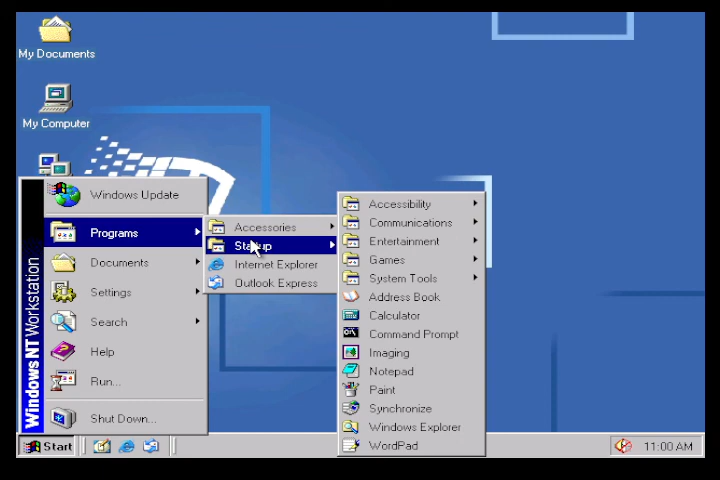 My Documents
My Computer
Windows Update
Programs
Documents
Settings
Search
Help
Run...
Shut Down...
Windows NT Workstation
Accessories
Startup
Internet Explorer
Outlook Express
Accessibility
Communications
Entertainment
Games
System Tools
Address Book
Calculator
Command Prompt
Imaging
Notepad
Paint
Synchronize
Windows Explorer
WordPad
Start
11:00 AM